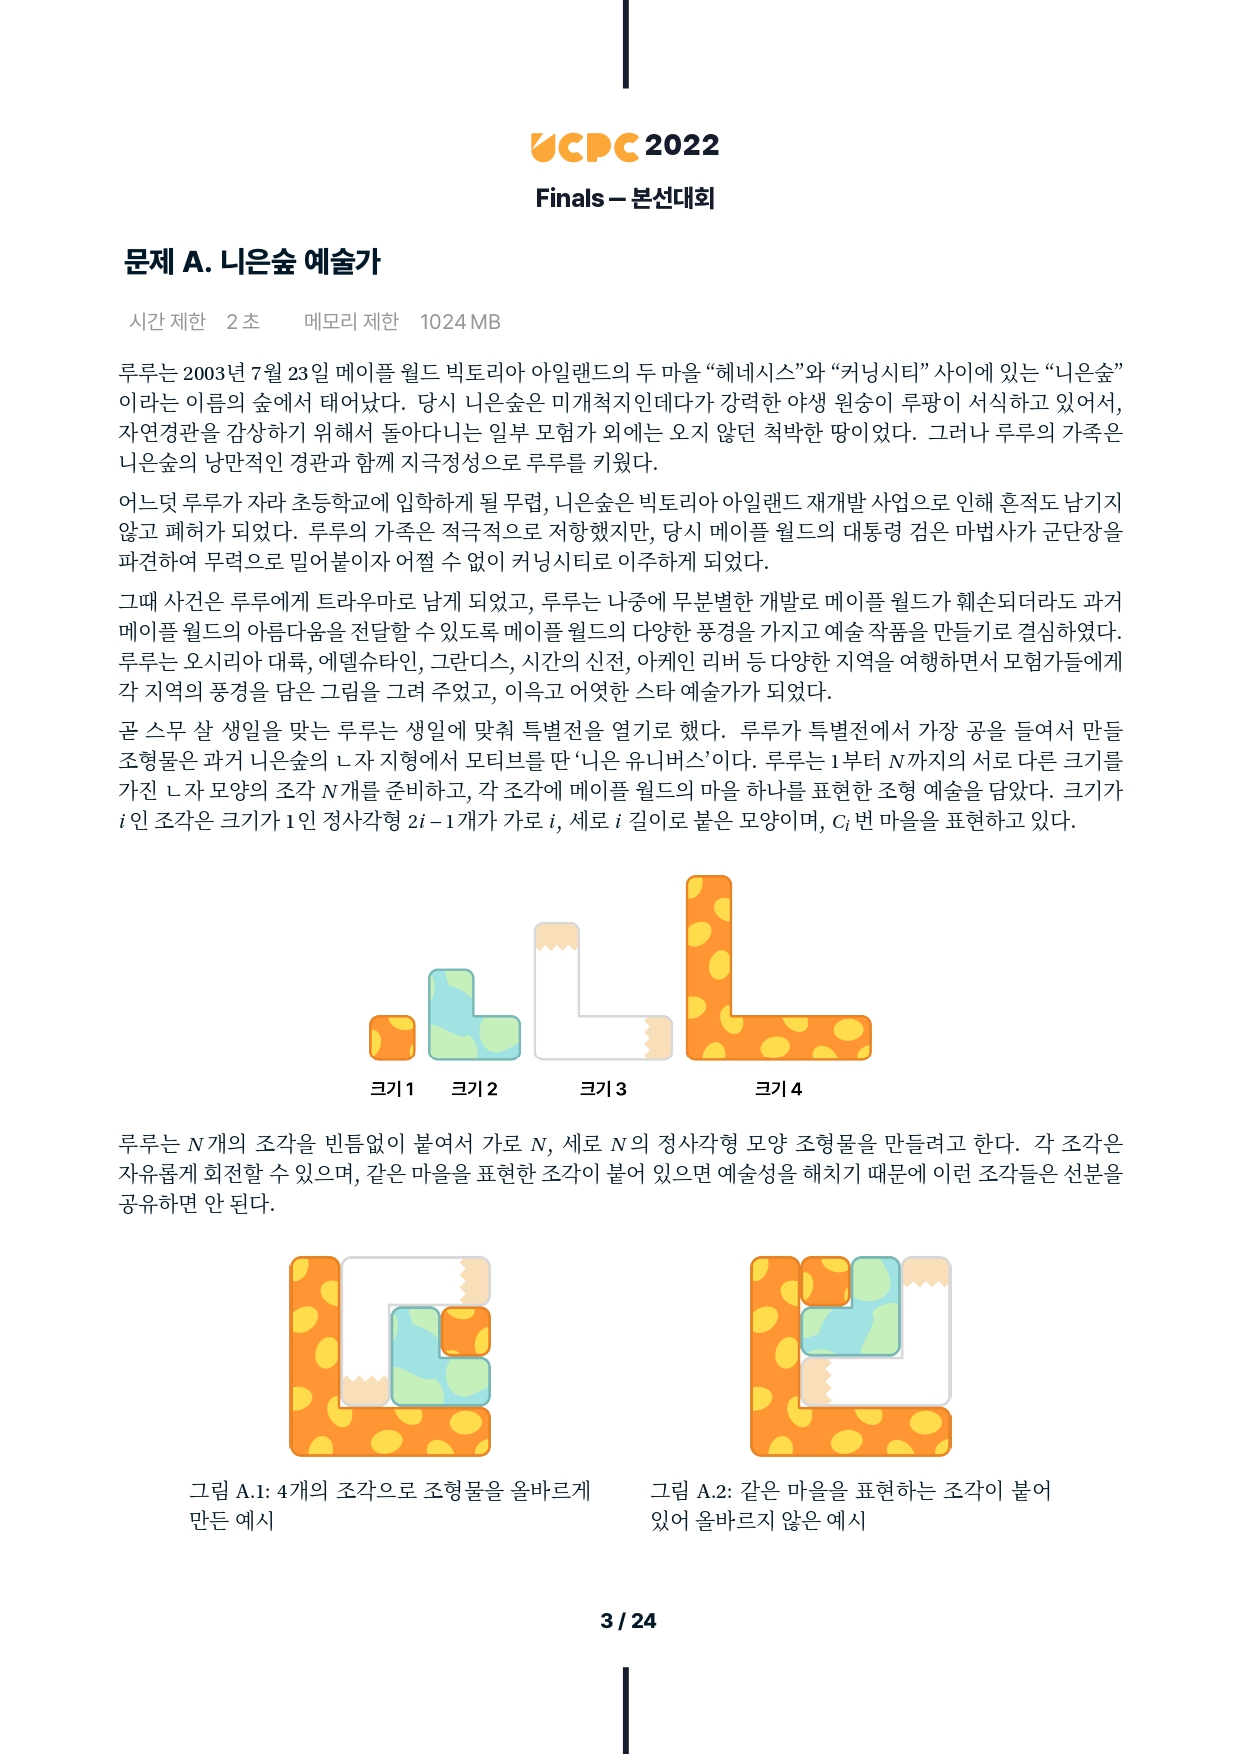 UCPC 2022
Finals – 본선대회
문제 A. 니은숲 예술가
시간 제한 2 초 메모리 제한 1024 MB
루루는 2003년 7월 23일 메이플 월드 빅토리아 아일랜드의 두 마을 “헤네시스”와 “커닝시티” 사이에 있는 “니은숲”
이라는 이름의 숲에서 태어났다. 당시 니은숲은 미개척지인데다가 강력한 야생 원숭이 루팡이 서식하고 있어서,
자연경관을 감상하기 위해서 돌아다니는 일부 모험가 외에는 오지 않던 척박한 땅이었다. 그러나 루루의 가족은
니은숲의 낭만적인 경관과 함께 지극정성으로 루루를 키웠다.
어느덧 루루가 자라 초등학교에 입학하게 될 무렵, 니은숲은 빅토리아 아일랜드 재개발 사업으로 인해 흔적도 남기지
않고 폐허가 되었다. 루루의 가족은 적극적으로 저항했지만, 당시 메이플 월드의 대통령 검은 마법사가 군단장을
파견하여 무력으로 밀어붙이자 어쩔 수 없이 커닝시티로 이주하게 되었다.
그때 사건은 루루에게 트라우마로 남게 되었고, 루루는 나중에 무분별한 개발로 메이플 월드가 훼손되더라도 과거
메이플 월드의 아름다움을 전달할 수 있도록 메이플 월드의 다양한 풍경을 가지고 예술 작품을 만들기로 결심하였다.
루루는 오시리아 대륙, 에델슈타인, 그란디스, 시간의 신전, 아케인 리버 등 다양한 지역을 여행하면서 모험가들에게
각 지역의 풍경을 담은 그림을 그려 주었고, 이윽고 어엿한 스타 예술가가 되었다.
곧 스무 살 생일을 맞는 루루는 생일에 맞춰 특별전을 열기로 했다. 루루가 특별전에서 가장 공을 들여서 만들
조형물은 과거 니은숲의 ㄴ자 지형에서 모티브를 딴 ‘니은 유니버스’이다. 루루는 1부터 N까지의 서로 다른 크기를
가진 ㄴ자 모양의 조각 N개를 준비하고, 각 조각에 메이플 월드의 마을 하나를 표현한 조형 예술을 담았다. 크기가
i인 조각은 크기가 1인 정사각형 2i – 1개가 가로 i, 세로 i 길이로 붙은 모양이며, Ci번 마을을 표현하고 있다.
크기 1 크기 2 크기 3 크기 4
루루는 N개의 조각을 빈틈없이 붙여서 가로 N, 세로 N의 정사각형 모양 조형물을 만들려고 한다. 각 조각은
자유롭게 회전할 수 있으며, 같은 마을을 표현한 조각이 붙어 있으면 예술성을 해치기 때문에 이런 조각들은 선분을
공유하면 안 된다.
그림 A.1: 4개의 조각으로 조형물을 올바르게
만든 예시
그림 A.2: 같은 마을을 표현하는 조각이 붙어
있어 올바르지 않은 예시
3 / 24